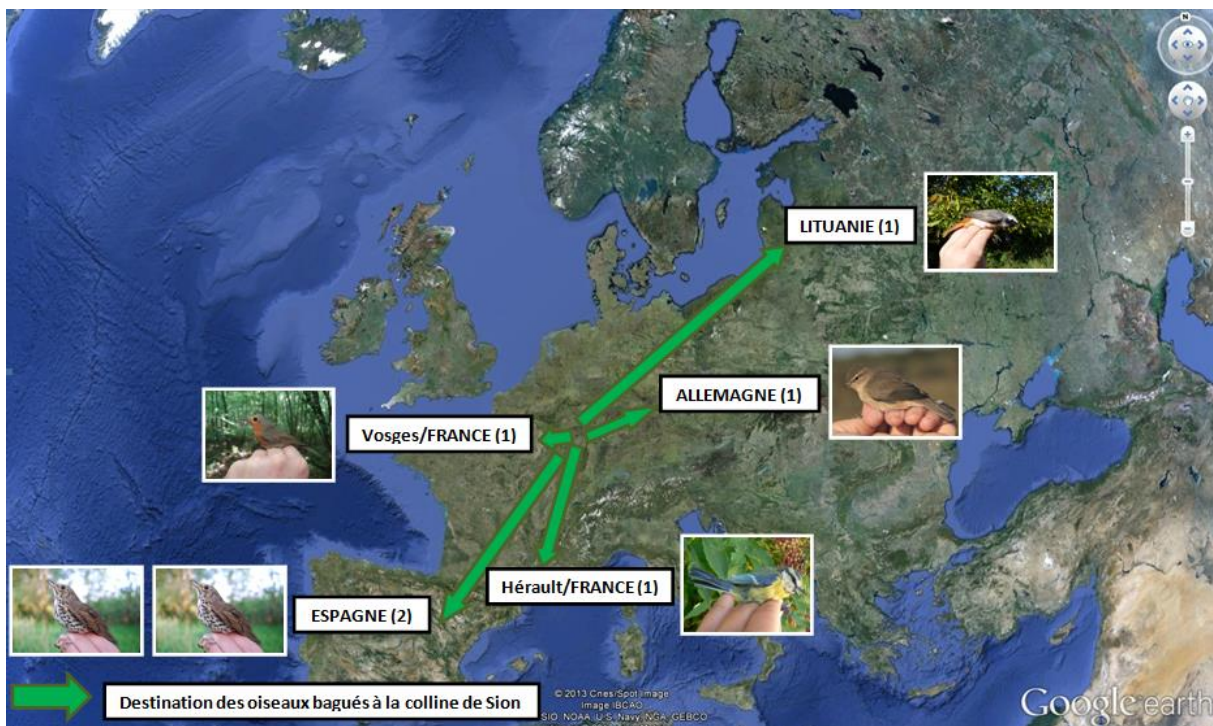 N
LITUANIE (1)
ALLEMAGNE (1)
Vosges/FRANCE (1)
Hérault/FRANCE (1)
ESPAGNE (2)
Destination des oiseaux bagués à la colline de Sion
© 2013 Cnes/Spot Image
Image IBCAO
SIO, NOAA, U.S. Navy, NGA, GEBCO
Google earth